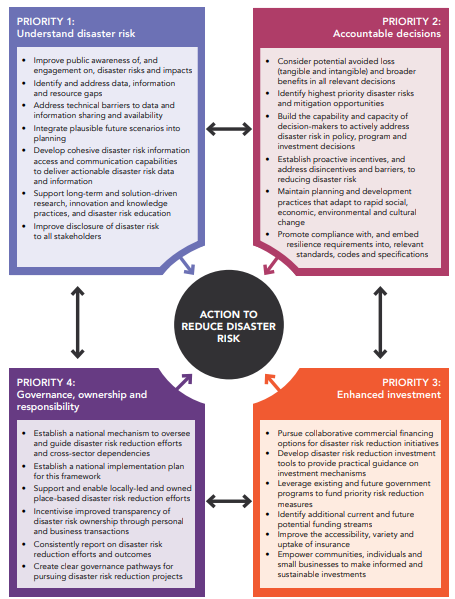 PRIORITY 1:
Understand disaster risk
• Improve public awareness of, and
engagement on, disaster risks and impacts
• Identify and address data, information
and resource gaps
• Address technical barriers to data and
information sharing and availability
• Integrate plausible future scenarios into
planning
• Develop cohesive disaster risk information
access and communication capabilities
to deliver actionable disaster risk data
and information
• Support long-term and solution-driven
research, innovation and knowledge
practices, and disaster risk education
• Improve disclosure of disaster risk
to all stakeholders
PRIORITY 2:
Accountable decisions
• Consider potential avoided loss
(tangible and intangible) and broader
benefits in all relevant decisions
• Identify highest priority disaster risks
and mitigation opportunities
• Build the capability and capacity of
decision-makers to actively address
disaster risk in policy, program and
investment decisions
• Establish proactive incentives, and
address disincentives and barriers, to
reducing disaster risk
• Maintain planning and development
practices that adapt to rapid social,
economic, environmental and cultural
change
• Promote compliance with, and embed
resilience requirements into, relevant
standards, codes and specifications
ACTION TO
REDUCE DISASTER
RISK
PRIORITY 4:
Governance, ownership and
responsibility
• Establish a national mechanism to oversee
and guide disaster risk reduction efforts
and cross-sector dependencies
• Establish a national implementation plan
for this framework
• Support and enable locally-led and owned
place-based disaster risk reduction efforts
• Incentivise improved transparency of
disaster risk ownership through personal
and business transactions
• Consistently report on disaster risk
reduction efforts and outcomes
• Create clear governance pathways for
pursuing disaster risk reduction projects
PRIORITY 3:
Enhanced investment
• Pursue collaborative commercial financing
options for disaster risk reduction initiatives
• Develop disaster risk reduction investment
tools to provide practical guidance on
investment mechanisms
• Leverage existing and future government
programs to fund priority risk reduction
measures
• Identify additional current and future
potential funding streams
• Improve the accessibility, variety and
uptake of insurance
• Empower communities, individuals and
small businesses to make informed and
sustainable investments